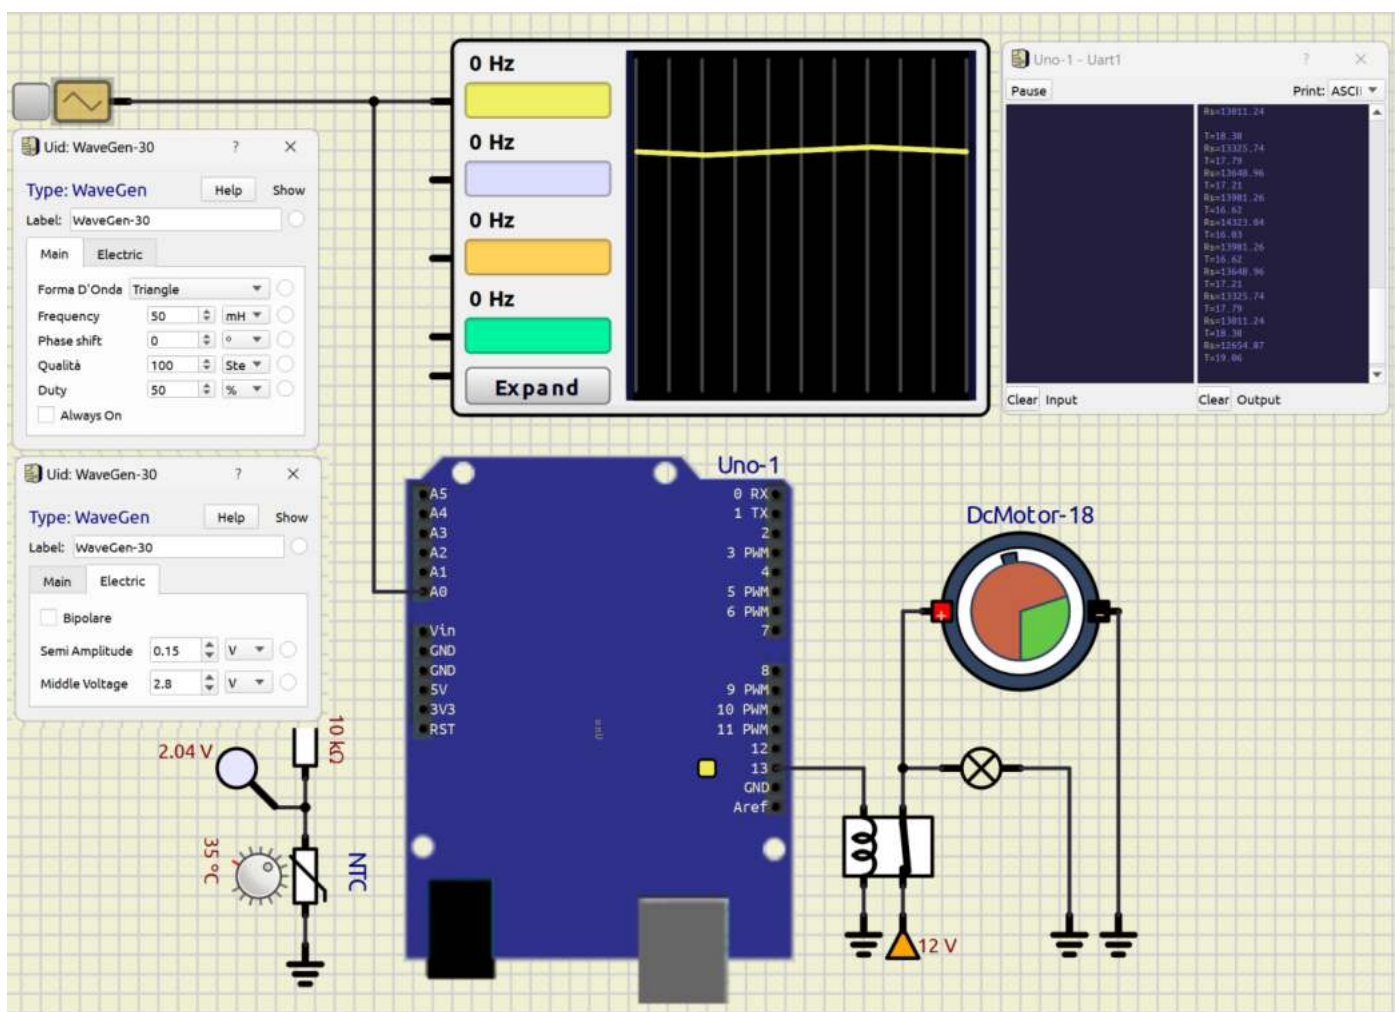 0 Hz
0 Hz
0 Hz
0 Hz
Expand
Uno-1 - Uart1
?
×
Pause
Print: ASCII
Rs=13011.24
T=18.38
Rs=13325.74
T=17.79
Rs=13648.96
T=17.21
Rs=13981.26
T=16.62
Rs=14323.04
T=16.03
Rs=13981.26
T=16.62
Rs=13648.96
T=17.21
Rs=13325.74
T=17.79
Rs=13011.24
T=18.38
Rs=12654.87
T=19.06
Clear Input
Clear Output
Uid: WaveGen-30
?
×
Type: WaveGen
Help
Show
Label: WaveGen-30
Main
Electric
Forma D'Onda Triangle
Frequency 50 mH
Phase shift 0 °
Qualità 100 Ste
Duty 50 %
Always On
Uid: WaveGen-30
?
×
Type: WaveGen
Help
Show
Label: WaveGen-30
Main
Electric
Bipolare
Semi Amplitude 0.15 V
Middle Voltage 2.8 V
10 kΩ
2.04 V
35 °C
NTC
Uno-1
A5
A4
A3
A2
A1
A0
Vin
GND
GND
5V
3V3
RST
0 RX
1 TX
2
3 PWM
4
5 PWM
6 PWM
7
8
9 PWM
10 PWM
11 PWM
12
13
GND
Aref
DcMotor-18
+
-
12 V